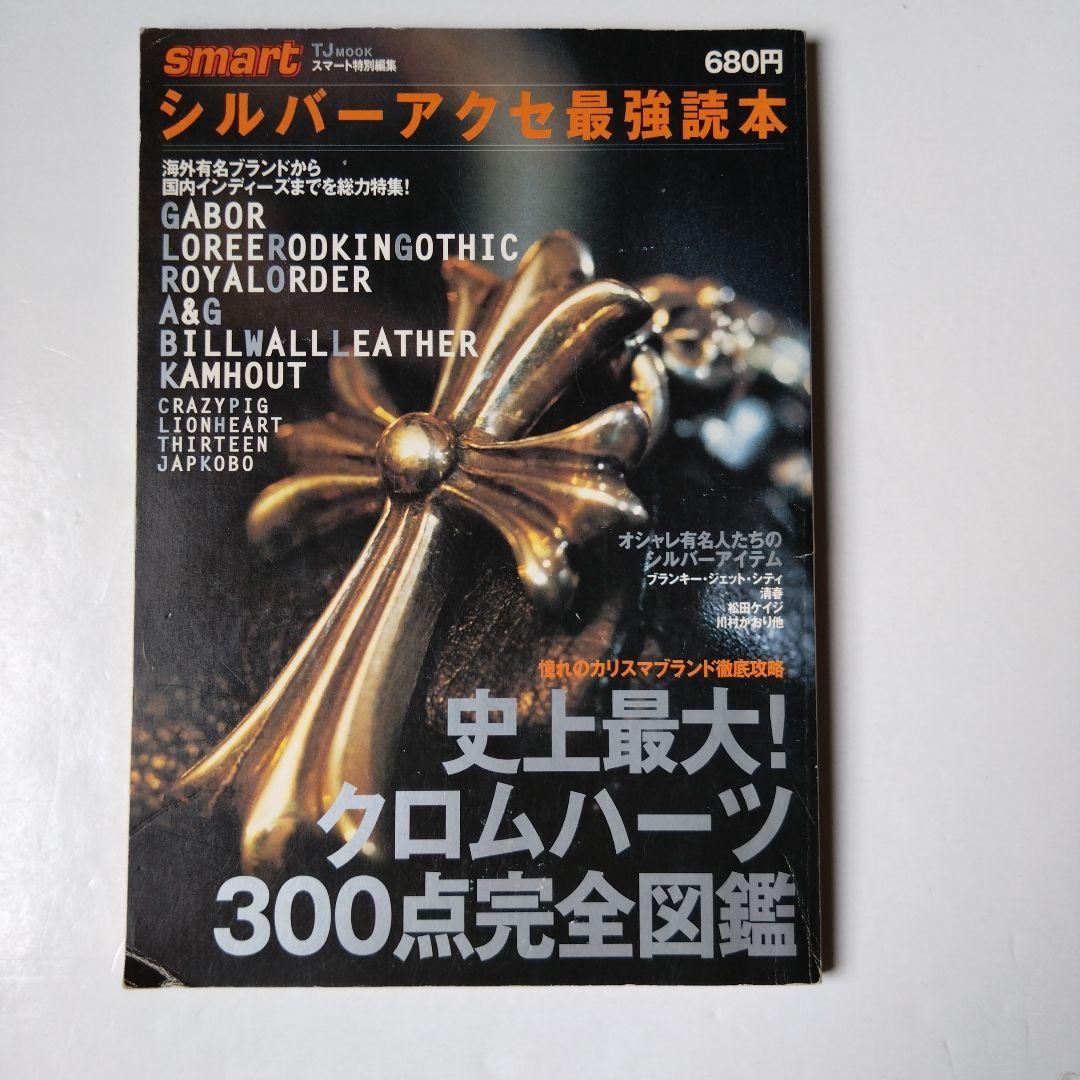 smart TJ MOOK
スマート特別編集
680円
シルバーアクセ最強読本
海外有名ブランドから
国内インディーズまでを総力特集!
GABOR
LOREERODKINGOTHIC
ROYALORDER
A&G
BILLWALLLEATHER
KAMHOUT
CRAZYPIG
LIONHEART
THIRTEEN
JAPKOBO
オシャレ有名人たちの
シルバーアイテム
ブランキー・ジェット・シティ
清春
松田ケイジ
川村かおり他
憧れのカリスマブランド徹底攻略
史上最大!
クロムハーツ
300点完全図鑑